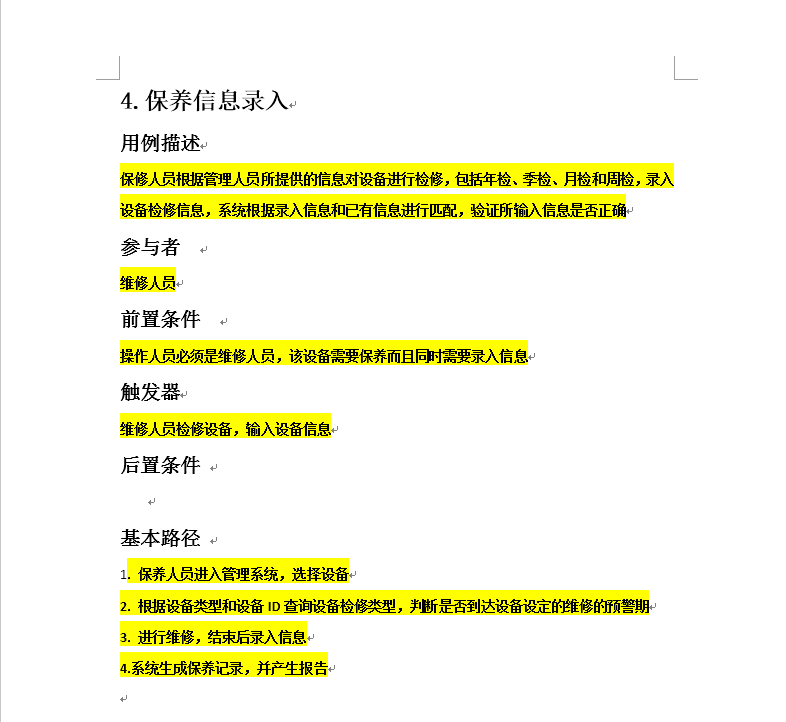 4. 保养信息录入
用例描述
保修人员根据管理人员所提供的信息对设备进行检修，包括年检、季检、月检和周检，录入
设备检修信息，系统根据录入信息和已有信息进行匹配，验证所输入信息是否正确
参与者
维修人员
前置条件
操作人员必须是维修人员，该设备需要保养而且同时需要录入信息
触发器
维修人员检修设备，输入设备信息
后置条件
基本路径
1. 保养人员进入管理系统，选择设备
2. 根据设备类型和设备 ID 查询设备检修类型，判断是否到达设备设定的维修的预警期
3. 进行维修，结束后录入信息
4.系统生成保养记录，并产生报告